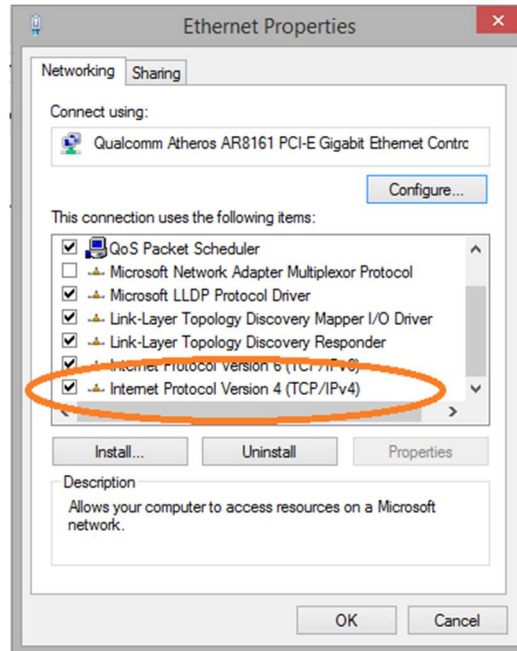 Ethernet Properties
Networking
Sharing
Connect using:
Qualcomm Atheros AR8161 PCI-E Gigabit Ethernet Contrc
Configure...
This connection uses the following items:
QoS Packet Scheduler
Microsoft Network Adapter Multiplexor Protocol
Microsoft LLDP Protocol Driver
Link-Layer Topology Discovery Mapper I/O Driver
Link-Layer Topology Discovery Responder
Internet Protocol Version 6 (TCP/IPv6)
Internet Protocol Version 4 (TCP/IPv4)
Install...
Uninstall
Properties
Description
Allows your computer to access resources on a Microsoft
network.
OK
Cancel